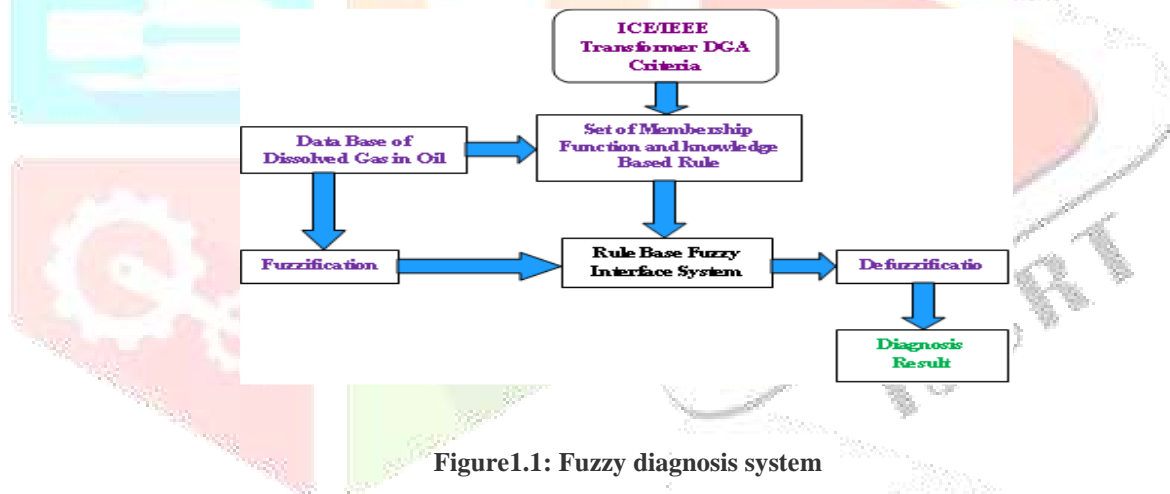 ICE/IEEE
Transformer DGA
Criteria
Data Base of
Dissolved Gas in Oil
Set of Membership
Function and knowledge
Based Rule
Fuzzification
Rule Base Fuzzy
Interface System
Defuzzificatio
Diagnosis
Result
Figure1.1: Fuzzy diagnosis system